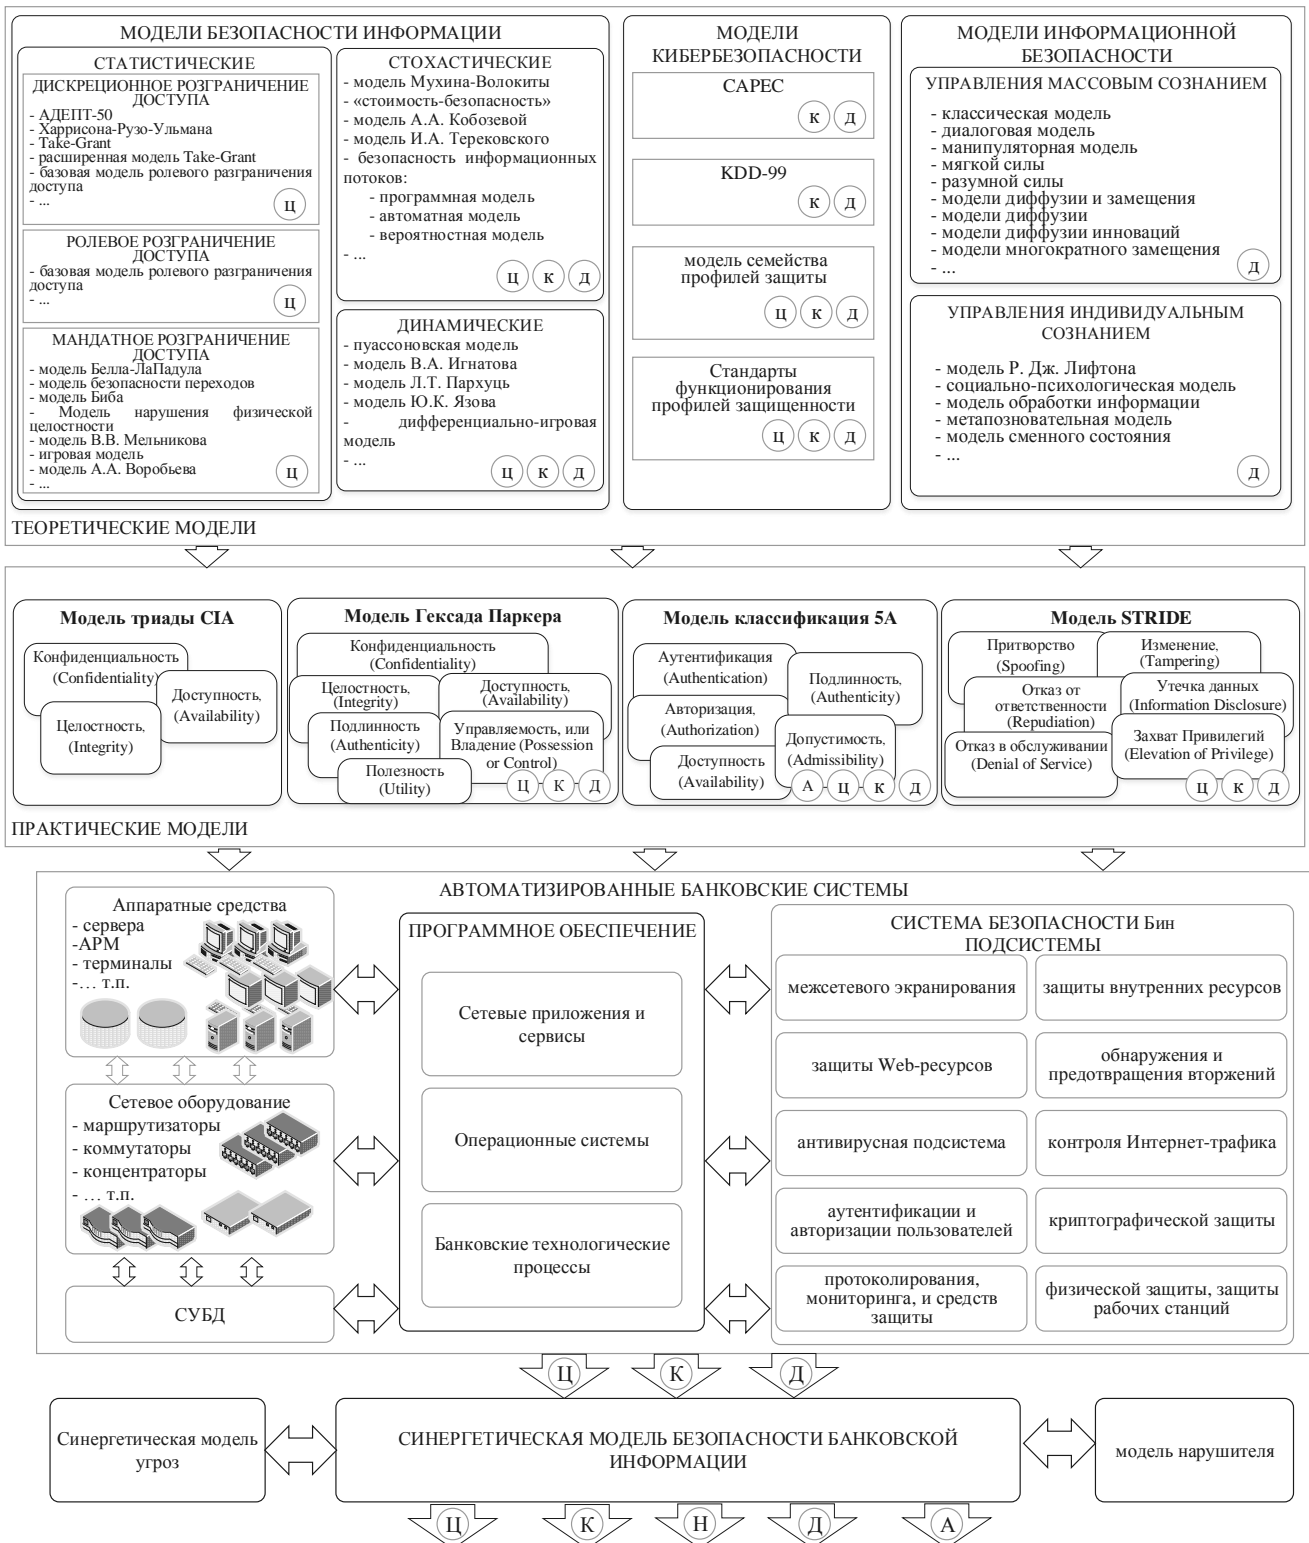 МОДЕЛИ БЕЗОПАСНОСТИ ИНФОРМАЦИИ
СТАТИСТИЧЕСКИЕ
ДИСКРЕЦИОННОЕ РОЗГРАНИЧЕНИЕ
ДОСТУПА
- АДЕПТ-50
- Харрисона-Рузо-Ульмана
- Take-Grant
- расширенная модель Take-Grant
- базовая модель ролевого разграничения
доступа
- ...
Ц
РОЛЕВОЕ РОЗГРАНИЧЕНИЕ
ДОСТУПА
- базовая модель ролевого разграничения
доступа
- ...
Ц
МАНДАТНОЕ РОЗГРАНИЧЕНИЕ
ДОСТУПА
- модель Белла-ЛаПадула
- модель безопасности переходов
- модель Биба
- Модель нарушения физической
целостности
- модель В.В. Мельникова
- игровая модель
- модель А.А. Воробьева
- ...
Ц
СТОХАСТИЧЕСКИЕ
- модель Мухина-Волокиты
- «стоимость-безопасность»
- модель А.А. Кобозевой
- модель И.А. Терековского
- безопасность информационных
потоков:
- программная модель
- автоматная модель
- вероятностная модель
- ...
Ц К Д
ДИНАМИЧЕСКИЕ
- пуассоновская модель
- модель В.А. Игнатова
- модель Л.Т. Пархуць
- модель Ю.К. Язова
- дифференциально-игровая
модель
- ...
Ц К Д
МОДЕЛИ
КИБЕРБЕЗОПАСНОСТИ
CAPEC
К Д
KDD-99
К Д
модель семейства
профилей защиты
Ц К Д
Стандарты
функционирования
профилей защищенности
Ц К Д
МОДЕЛИ ИНФОРМАЦИОННОЙ
БЕЗОПАСНОСТИ
УПРАВЛЕНИЯ МАССОВЫМ СОЗНАНИЕМ
- классическая модель
- диалоговая модель
- манипуляторная модель
- мягкой силы
- разумной силы
- модели диффузии и замещения
- модели диффузии
- модели диффузии инноваций
- модели многократного замещения
- ...
Д
УПРАВЛЕНИЯ ИНДИВИДУАЛЬНЫМ
СОЗНАНИЕМ
- модель Р. Дж. Лифтона
- социально-психологическая модель
- модель обработки информации
- метапозновательная модель
- модель сменного состояния
- ...
Д
ТЕОРЕТИЧЕСКИЕ МОДЕЛИ
Модель триады CIA
Конфиденциальность
(Confidentiality)
Доступность,
(Availability)
Целостность,
(Integrity)
Модель Гексада Паркера
Конфиденциальность
(Confidentiality)
Целостность,
(Integrity)
Доступность,
(Availability)
Подлинность
(Authenticity)
Управляемость, или
Владение (Possession
or Control)
Полезность
(Utility)
Ц К Д
Модель классификация 5А
Аутентификация
(Authentication)
Подлинность,
(Authenticity)
Авторизация,
(Authorization)
Допустимость,
(Admissibility)
Доступность
(Availability)
А Ц К Д
Модель STRIDE
Притворство
(Spoofing)
Изменение,
(Tampering)
Отказ от
ответственности
(Repudiation)
Утечка данных
(Information Disclosure)
Отказ в обслуживании
(Denial of Service)
Захват Привилегий
(Elevation of Privilege)
Ц К Д
ПРАКТИЧЕСКИЕ МОДЕЛИ
АВТОМАТИЗИРОВАННЫЕ БАНКОВСКИЕ СИСТЕМЫ
Аппаратные средства
- сервера
-АРМ
- терминалы
-... т.п.
Сетевое оборудование
- маршрутизаторы
- коммутаторы
- концентраторы
- ... т.п.
СУБД
ПРОГРАММНОЕ ОБЕСПЕЧЕНИЕ
Сетевые приложения и
сервисы
Операционные системы
Банковские технологические
процессы
СИСТЕМА БЕЗОПАСНОСТИ Бин
ПОДСИСТЕМЫ
межсетевого экранирования
защиты внутренних ресурсов
защиты Web-ресурсов
обнаружения и
предотвращения вторжений
антивирусная подсистема
контроля Интернет-трафика
аутентификации и
авторизации пользователей
криптографической защиты
протоколирования,
мониторинга, и средств
защиты
физической защиты, защиты
рабочих станций
Ц К Д
Синергетическая модель
угроз
СИНЕРГЕТИЧЕСКАЯ МОДЕЛЬ БЕЗОПАСНОСТИ БАНКОВСКОЙ
ИНФОРМАЦИИ
модель нарушителя
Ц К Н Д А